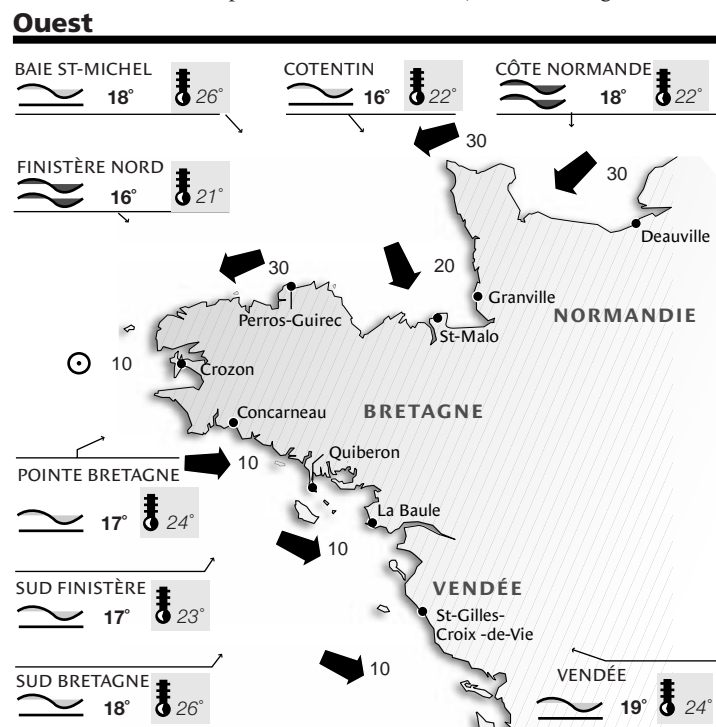 Ouest
BAIE ST-MICHEL
18° 26°
COTENTIN
16° 22°
CÔTE NORMANDE
18° 22°
30
30
FINISTÈRE NORD
16° 21°
Deauville
30
20
Granville
Perros-Guirec
St-Malo
NORMANDIE
10
Crozon
Concarneau
BRETAGNE
10
Quiberon
POINTE BRETAGNE
17° 24°
La Baule
10
SUD FINISTÈRE
17° 23°
VENDÉE
St-Gilles-
Croix -de-Vie
10
SUD BRETAGNE
18° 26°
VENDÉE
19° 24°